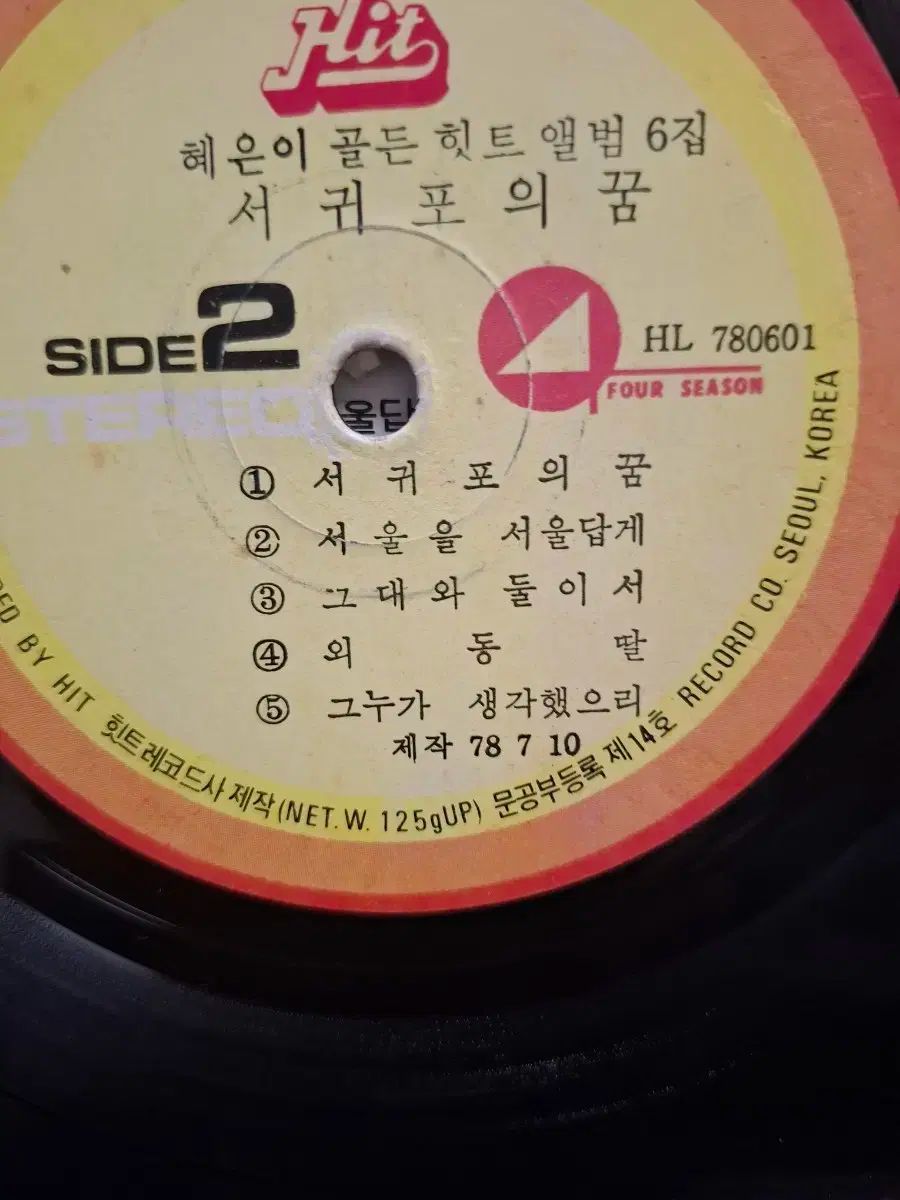 Hit
혜은이 골든 힛트 앨범 6집
서귀포의 꿈
SIDE 2
STEREO
HL 780601
FOUR SEASON
울답
① 서귀포의 꿈
② 서울을 서울답게
③ 그대와 둘이서
④ 외동딸
⑤ 그누가 생각했으리
제작 78 7 10
BY HIT RECORD CO. SEOUL, KOREA
힛트레코드사 제작 (NET. W. 125gUP) 문공부등록 제14호